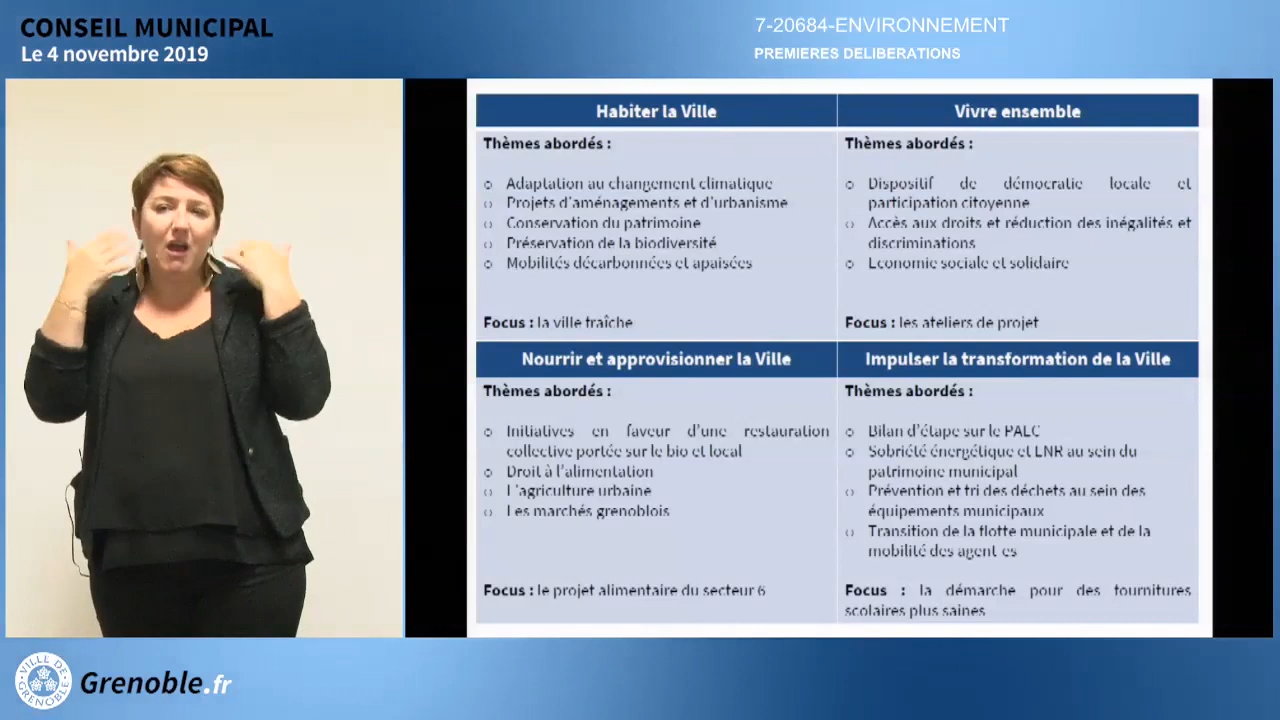 CONSEIL MUNICIPAL
Le 4 novembre 2019
7-20684-ENVIRONNEMENT
PREMIERES DELIBERATIONS
Habiter la Ville
Thèmes abordés :
Adaptation au changement climatique
Projets d'aménagements et d'urbanisme
Conservation du patrimoine
Préservation de la biodiversité
Mobilités décarbonnées et apaisées
Focus : la ville fraîche
Vivre ensemble
Thèmes abordés :
Dispositif de démocratie locale et
participation citoyenne
Accès aux droits et réduction des inégalités et
discriminations
Economie sociale et solidaire
Focus : les ateliers de projet
Nourrir et approvisionner la Ville
Thèmes abordés :
Initiatives en faveur d'une restauration
collective portée sur le bio et local
Droit à l'alimentation
L'agriculture urbaine
Les marchés grenoblois
Focus : le projet alimentaire du secteur 6
Impulser la transformation de la Ville
Thèmes abordés :
Bilan d'étape sur le PAEC
Sobriété énergétique et ENR au sein du
patrimoine municipal
Prévention et tri des déchets au sein des
équipements municipaux
Transition de la flotte municipale et de la
mobilité des agent·es
Focus : la démarche pour des fournitures
scolaires plus saines
VILLE DE
GRENOBLE
Grenoble.fr